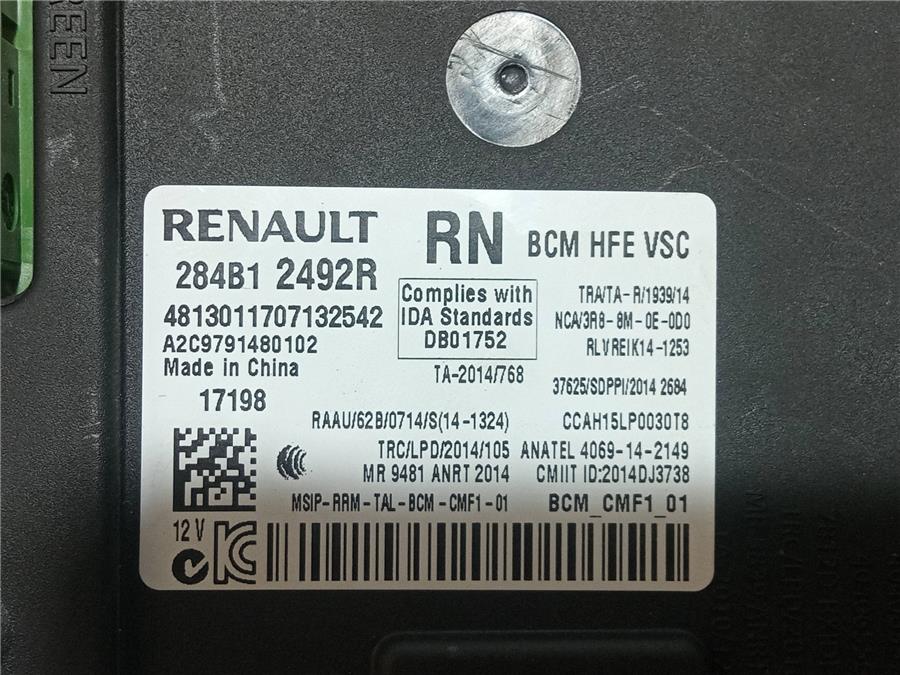 REEN
RENAULT RN BCM HFE VSC
284B1 2492R
4813011707132542
A2C9791480102
Made in China
17198
Complies with
IDA Standards
DB01752
TA-2014/768
TRA/TA-R/1939/14
NCA/3R8-8M-0E-0D0
RLVREIK14-1253
37625/SDPPI/2014 2684
RAAU/62B/0714/S(14-1324) CCAH15LP0030T8
TRC/LPD/2014/105 ANATEL 4069-14-2149
MR 9481 ANRT 2014 CMIIT ID:2014DJ3738
MSIP-RRM-TAL-BCM-CMF1-01 BCM_CMF1_01
12 V